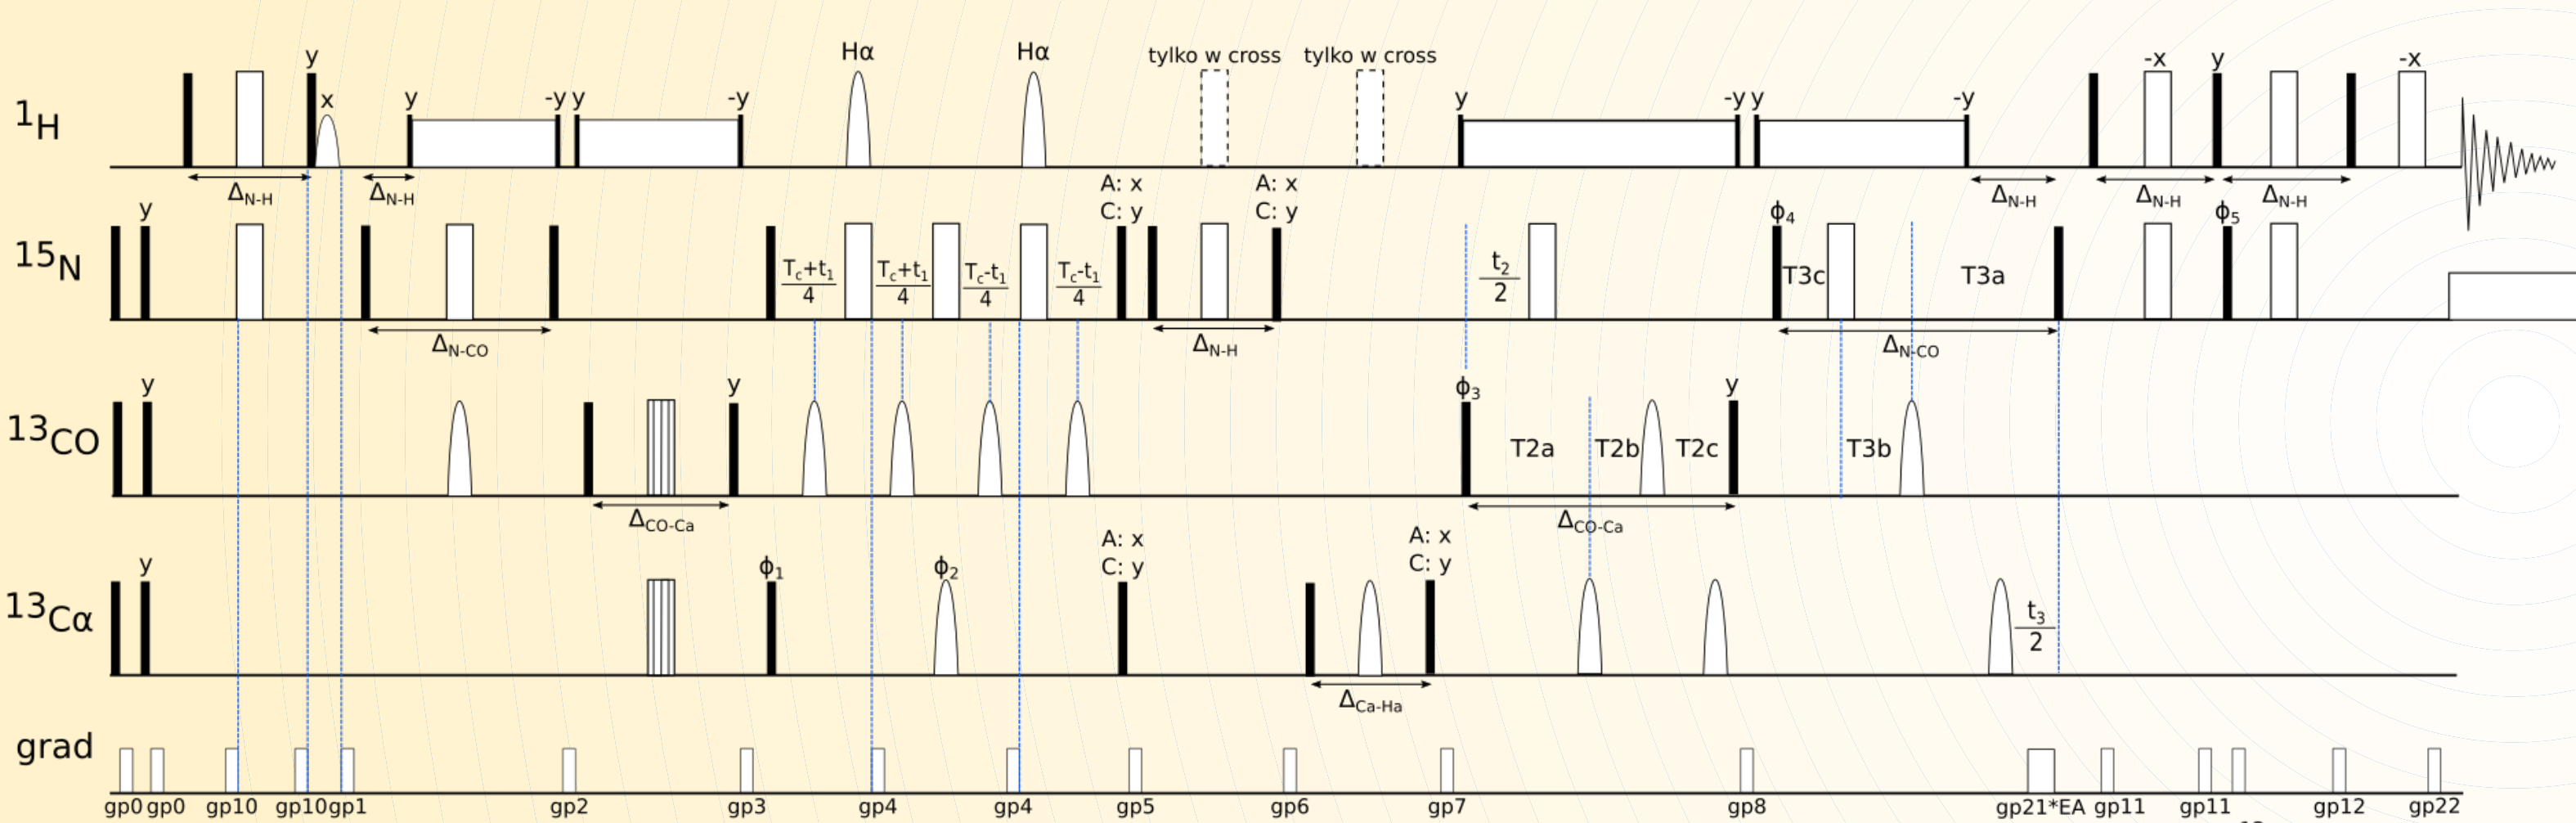 Hα Hα
tylko w cross tylko w cross
y -x y -x
x y -y y -y y -y y -y
¹H
ΔN-H ΔN-H ΔN-H ΔN-H ΔN-H
A: x A: x
C: y C: y
y ϕ4 ϕ5
¹⁵N
Tc+t1/4 Tc+t1/4 Tc-t1/4 Tc-t1/4 t2/2 T3c T3a
ΔN-CO ΔN-H ΔN-CO
y y ϕ3 y
¹³CO
T2a T2b T2c T3b
ΔCO-Ca ΔCO-Ca
A: x A: x
C: y C: y
y ϕ1 ϕ2
¹³Cα
t3/2
ΔCa-Ha
grad
gp0 gp0 gp10 gp10 gp1 gp2 gp3 gp4 gp4 gp5 gp6 gp7 gp8 gp21*EA gp11 gp11 gp12 gp22